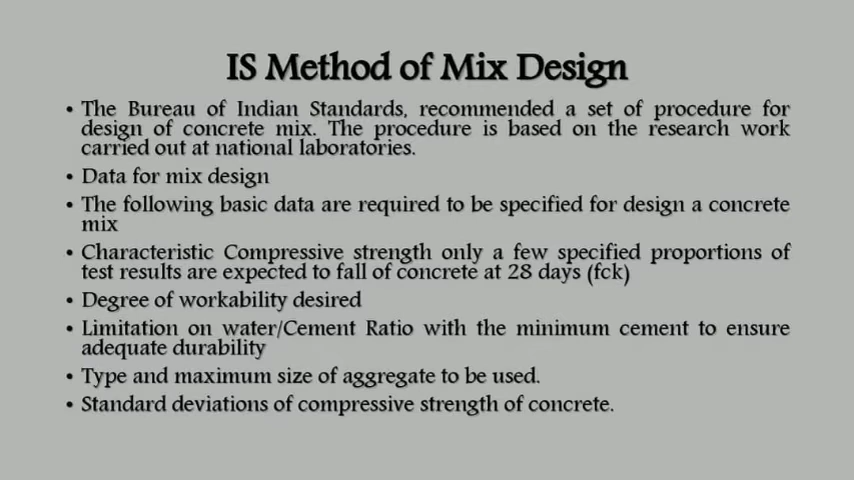 IS Method of Mix Design
• The Bureau of Indian Standards, recommended a set of procedure for
design of concrete mix. The procedure is based on the research work
carried out at national laboratories.
• Data for mix design
• The following basic data are required to be specified for design a concrete
mix
• Characteristic Compressive strength only a few specified proportions of
test results are expected to fall of concrete at 28 days (fck)
• Degree of workability desired
• Limitation on water/Cement Ratio with the minimum cement to ensure
adequate durability
• Type and maximum size of aggregate to be used.
• Standard deviations of compressive strength of concrete.